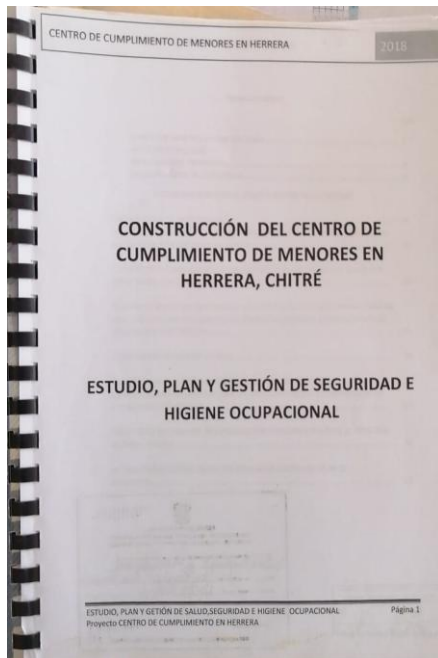 CENTRO DE CUMPLIMIENTO DE MENORES EN HERRERA 2018
CONSTRUCCIÓN DEL CENTRO DE
CUMPLIMIENTO DE MENORES EN
HERRERA, CHITRÉ
ESTUDIO, PLAN Y GESTIÓN DE SEGURIDAD E
HIGIENE OCUPACIONAL
ESTUDIO, PLAN Y GETIÓN DE SALUD,SEGURIDAD E HIGIENE OCUPACIONAL Página 1
Proyecto CENTRO DE CUMPLIMIENTO EN HERRERA